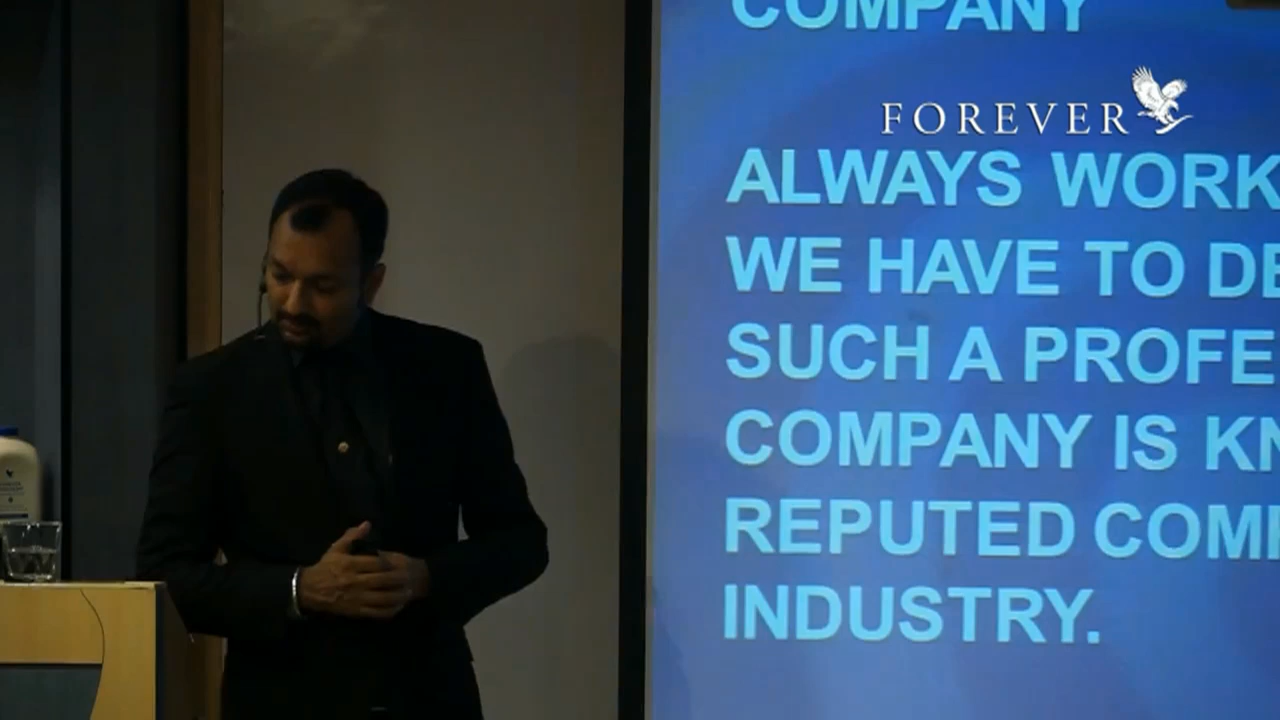 COMPANY
FOREVER
ALWAYS WORK
WE HAVE TO DE
SUCH A PROFE
COMPANY IS KN
REPUTED COM
INDUSTRY.